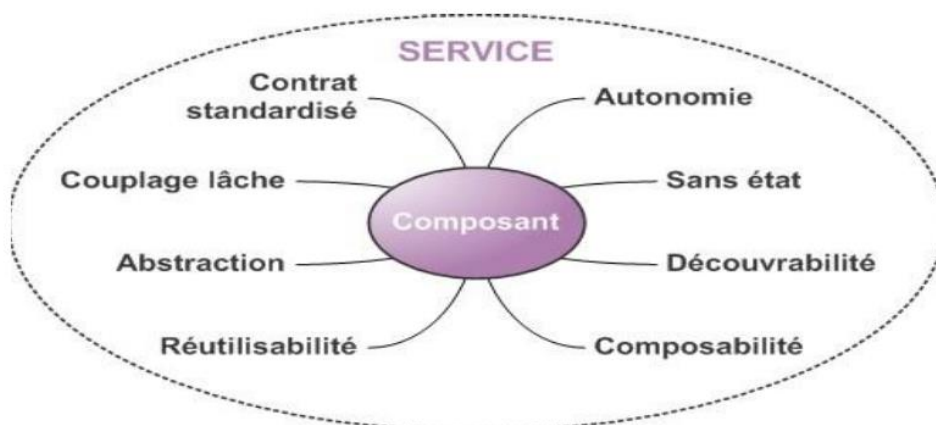 SERVICE
Contrat
standardisé
Autonomie
Couplage lâche
Sans état
Composant
Abstraction
Découvrabilité
Réutilisabilité
Composabilité